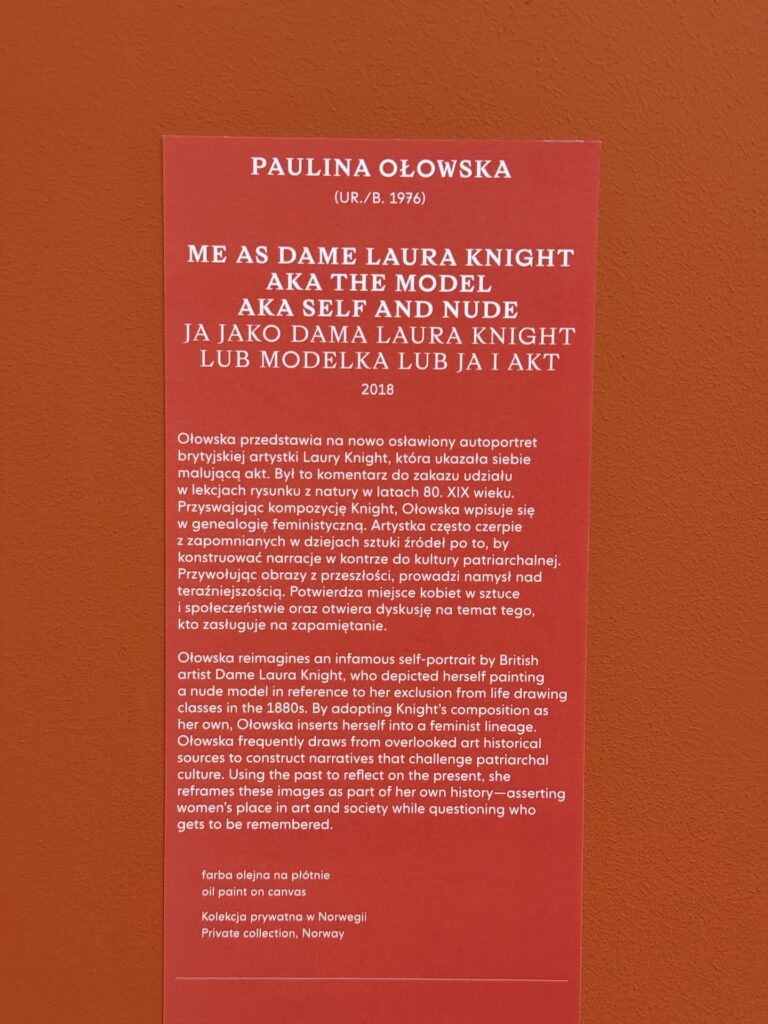 PAULINA OŁOWSKA
(UR./B. 1976)
ME AS DAME LAURA KNIGHT
AKA THE MODEL
AKA SELF AND NUDE
JA JAKO DAMA LAURA KNIGHT
LUB MODELKA LUB JA I AKT
2018
Ołowska przedstawia na nowo osławiony autoportret
brytyjskiej artystki Laury Knight, która ukazała siebie
malującą akt. Był to komentarz do zakazu udziału
w lekcjach rysunku z natury w latach 80. XIX wieku.
Przyswajając kompozycję Knight, Ołowska wpisuje się
w genealogię feministyczną. Artystka często czerpie
z zapomnianych w dziejach sztuki źródeł po to, by
konstruować narracje w kontrze do kultury patriarchalnej.
Przywołując obrazy z przeszłości, prowadzi namysł nad
teraźniejszością. Potwierdza miejsce kobiet w sztuce
i społeczeństwie oraz otwiera dyskusję na temat tego,
kto zasługuje na zapamiętanie.
Ołowska reimagines an infamous self-portrait by British
artist Dame Laura Knight, who depicted herself painting
a nude model in reference to her exclusion from life drawing
classes in the 1880s. By adopting Knight's composition as
her own, Ołowska inserts herself into a feminist lineage.
Ołowska frequently draws from overlooked art historical
sources to construct narratives that challenge patriarchal
culture. Using the past to reflect on the present, she
reframes these images as part of her own history—asserting
women's place in art and society while questioning who
gets to be remembered.
farba olejna na płótnie
oil paint on canvas
Kolekcja prywatna w Norwegii
Private collection, Norway